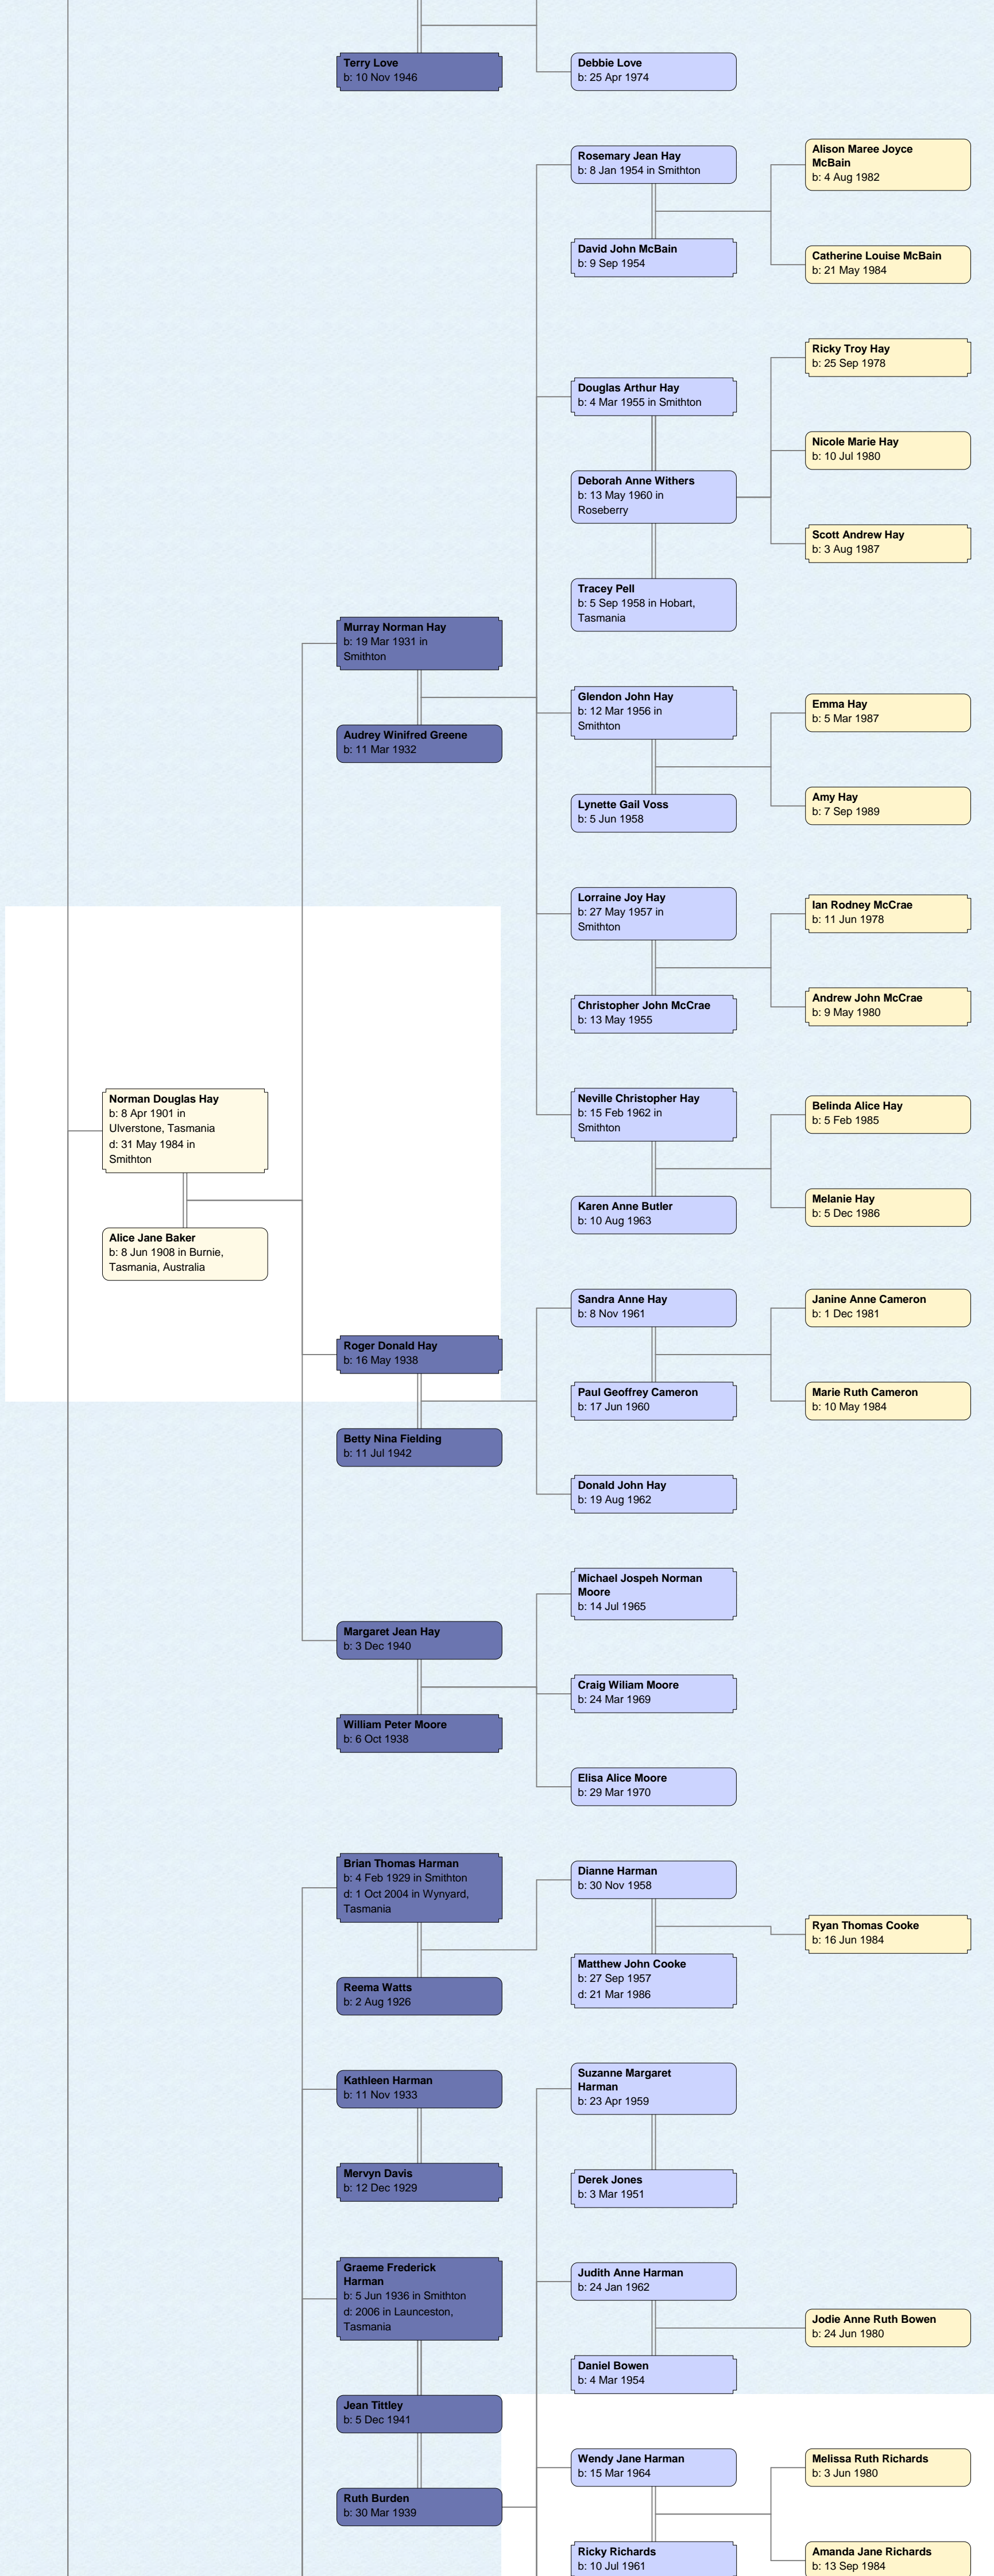 Terry Love
b: 10 Nov 1946
Debbie Love
b: 25 Apr 1974
Rosemary Jean Hay
b: 8 Jan 1954 in Smithton
Alison Maree Joyce
McBain
b: 4 Aug 1982
David John McBain
b: 9 Sep 1954
Catherine Louise McBain
b: 21 May 1984
Ricky Troy Hay
b: 25 Sep 1978
Douglas Arthur Hay
b: 4 Mar 1955 in Smithton
Nicole Marie Hay
b: 10 Jul 1980
Deborah Anne Withers
b: 13 May 1960 in
Roseberry
Scott Andrew Hay
b: 3 Aug 1987
Tracey Pell
b: 5 Sep 1958 in Hobart,
Tasmania
Murray Norman Hay
b: 19 Mar 1931 in
Smithton
Glendon John Hay
b: 12 Mar 1956 in
Smithton
Emma Hay
b: 5 Mar 1987
Audrey Winifred Greene
b: 11 Mar 1932
Lynette Gail Voss
b: 5 Jun 1958
Amy Hay
b: 7 Sep 1989
Lorraine Joy Hay
b: 27 May 1957 in
Smithton
Ian Rodney McCrae
b: 11 Jun 1978
Christopher John McCrae
b: 13 May 1955
Andrew John McCrae
b: 9 May 1980
Norman Douglas Hay
b: 8 Apr 1901 in
Ulverstone, Tasmania
d: 31 May 1984 in
Smithton
Neville Christopher Hay
b: 15 Feb 1962 in
Smithton
Belinda Alice Hay
b: 5 Feb 1985
Karen Anne Butler
b: 10 Aug 1963
Melanie Hay
b: 5 Dec 1986
Alice Jane Baker
b: 8 Jun 1908 in Burnie,
Tasmania, Australia
Sandra Anne Hay
b: 8 Nov 1961
Janine Anne Cameron
b: 1 Dec 1981
Roger Donald Hay
b: 16 May 1938
Paul Geoffrey Cameron
b: 17 Jun 1960
Marie Ruth Cameron
b: 10 May 1984
Betty Nina Fielding
b: 11 Jul 1942
Donald John Hay
b: 19 Aug 1962
Michael Jospeh Norman
Moore
b: 14 Jul 1965
Margaret Jean Hay
b: 3 Dec 1940
Craig Wiliam Moore
b: 24 Mar 1969
William Peter Moore
b: 6 Oct 1938
Elisa Alice Moore
b: 29 Mar 1970
Brian Thomas Harman
b: 4 Feb 1929 in Smithton
d: 1 Oct 2004 in Wynyard,
Tasmania
Dianne Harman
b: 30 Nov 1958
Ryan Thomas Cooke
b: 16 Jun 1984
Matthew John Cooke
b: 27 Sep 1957
d: 21 Mar 1986
Reema Watts
b: 2 Aug 1926
Kathleen Harman
b: 11 Nov 1933
Suzanne Margaret
Harman
b: 23 Apr 1959
Mervyn Davis
b: 12 Dec 1929
Derek Jones
b: 3 Mar 1951
Graeme Frederick
Harman
b: 5 Jun 1936 in Smithton
d: 2006 in Launceston,
Tasmania
Judith Anne Harman
b: 24 Jan 1962
Jodie Anne Ruth Bowen
b: 24 Jun 1980
Daniel Bowen
b: 4 Mar 1954
Jean Tittley
b: 5 Dec 1941
Wendy Jane Harman
b: 15 Mar 1964
Melissa Ruth Richards
b: 3 Jun 1980
Ruth Burden
b: 30 Mar 1939
Ricky Richards
b: 10 Jul 1961
Amanda Jane Richards
b: 13 Sep 1984